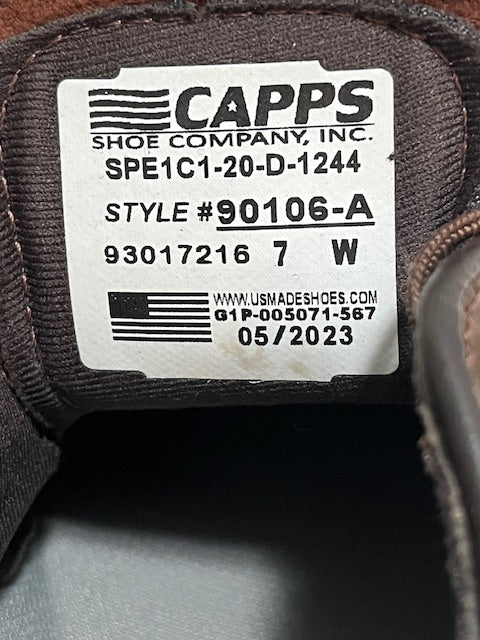 CAPPS
SHOE COMPANY, INC.
SPE1C1-20-D-1244
STYLE #90106-A
93017216 7 W
WWW.USMADESHOES.COM
G1P-005071-567
05/2023